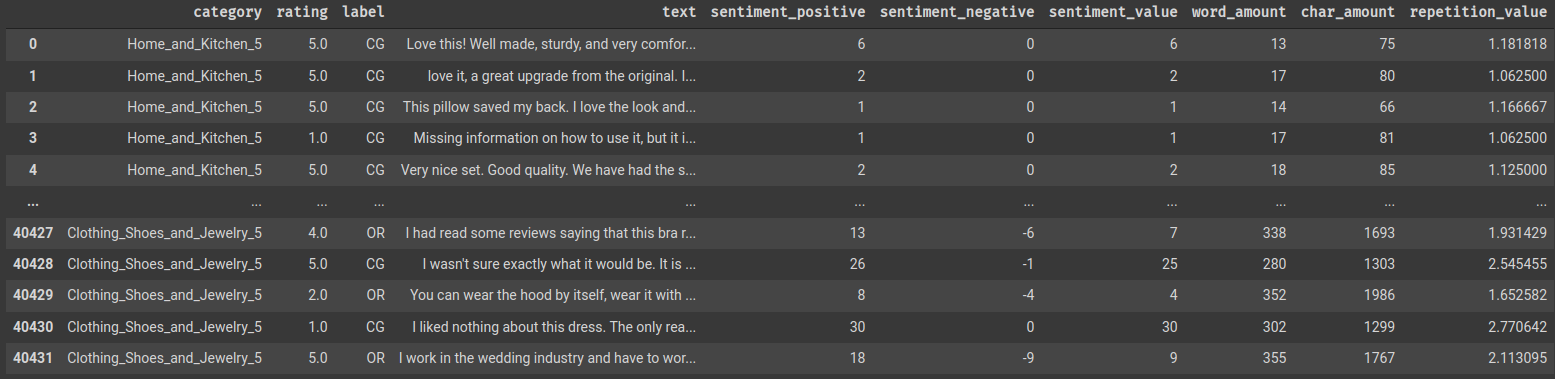 category rating label text sentiment_positive sentiment_negative sentiment_value word_amount char_amount repetition_value
0 Home_and_Kitchen_5 5.0 CG Love this! Well made, sturdy, and very comfor... 6 0 6 13 75 1.181818
1 Home_and_Kitchen_5 5.0 CG love it, a great upgrade from the original. I... 2 0 2 17 80 1.062500
2 Home_and_Kitchen_5 5.0 CG This pillow saved my back. I love the look and... 1 0 1 14 66 1.166667
3 Home_and_Kitchen_5 1.0 CG Missing information on how to use it, but it i... 1 0 1 17 81 1.062500
4 Home_and_Kitchen_5 5.0 CG Very nice set. Good quality. We have had the s... 2 0 2 18 85 1.125000
... ... ... ... ... ... ... ... ... ... ...
40427 Clothing_Shoes_and_Jewelry_5 4.0 OR I had read some reviews saying that this bra r... 13 -6 7 338 1693 1.931429
40428 Clothing_Shoes_and_Jewelry_5 5.0 CG I wasn't sure exactly what it would be. It is ... 26 -1 25 280 1303 2.545455
40429 Clothing_Shoes_and_Jewelry_5 2.0 OR You can wear the hood by itself, wear it with ... 8 -4 4 352 1986 1.652582
40430 Clothing_Shoes_and_Jewelry_5 1.0 CG I liked nothing about this dress. The only rea... 30 0 30 302 1299 2.770642
40431 Clothing_Shoes_and_Jewelry_5 5.0 OR I work in the wedding industry and have to wor... 18 -9 9 355 1767 2.113095